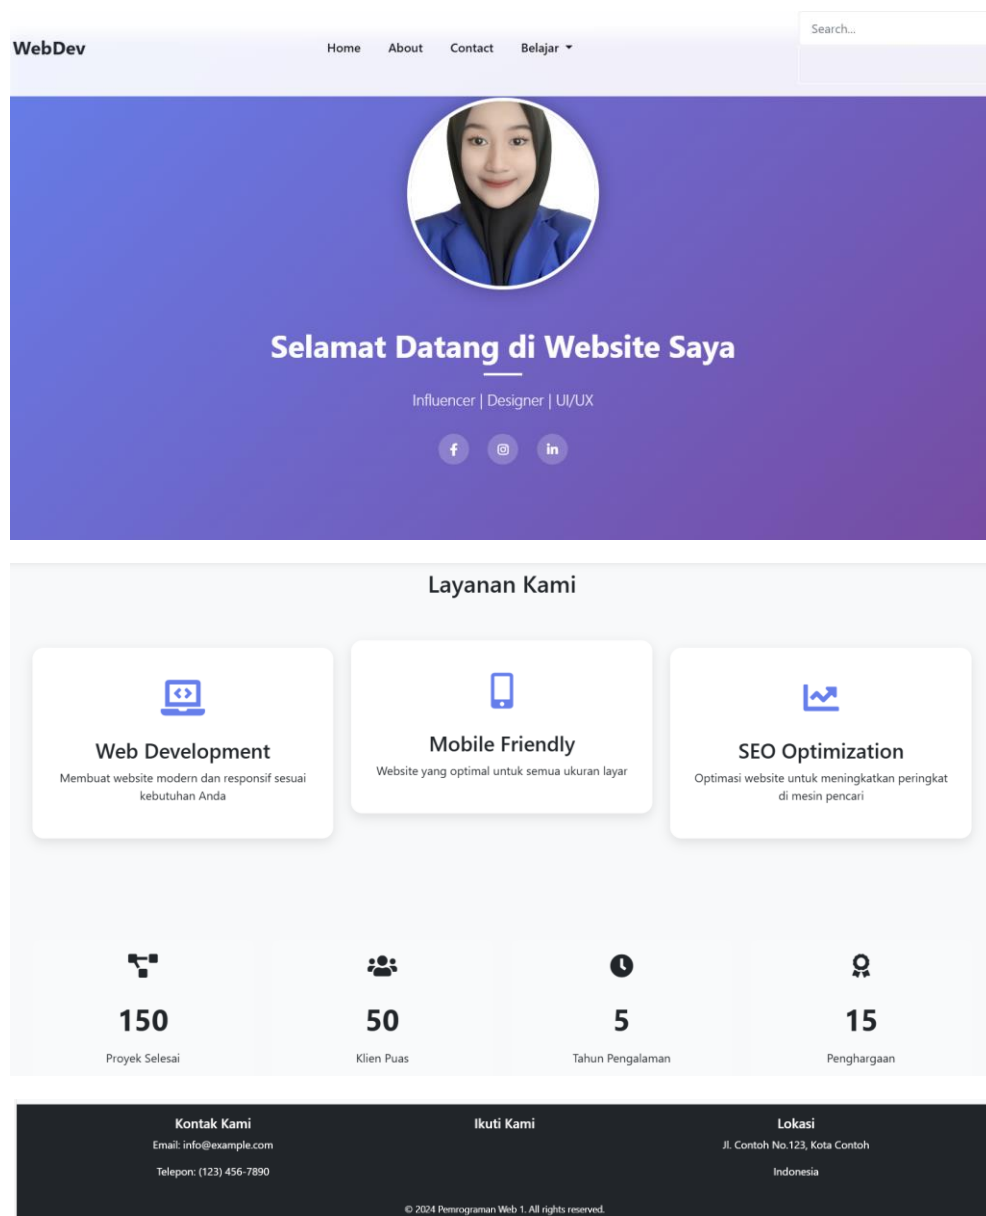 WebDev
Home About Contact Belajar
Search...
Selamat Datang di Website Saya
Influencer | Designer | UI/UX
Layanan Kami
Web Development
Membuat website modern dan responsif sesuai
kebutuhan Anda
Mobile Friendly
Website yang optimal untuk semua ukuran layar
SEO Optimization
Optimasi website untuk meningkatkan peringkat
di mesin pencari
150
Proyek Selesai
50
Klien Puas
5
Tahun Pengalaman
15
Penghargaan
Kontak Kami
Email: info@example.com
Telepon: (123) 456-7890
Ikuti Kami
Lokasi
Jl. Contoh No.123, Kota Contoh
Indonesia
© 2024 Pemrograman Web 1. All rights reserved.